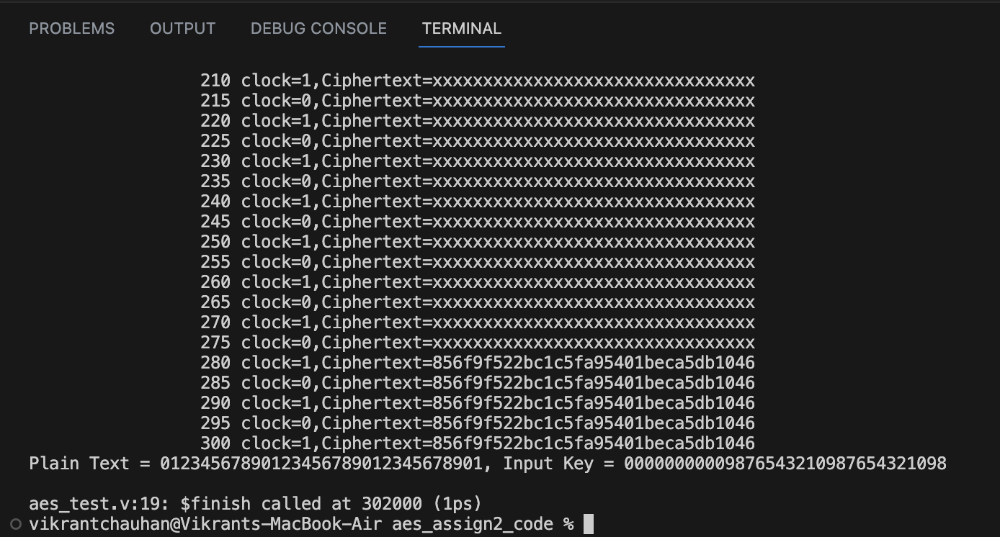 PROBLEMS OUTPUT DEBUG CONSOLE TERMINAL
210 clock=1,Ciphertext=xxxxxxxxxxxxxxxxxxxxxxxxxxxxxxxx
215 clock=0,Ciphertext=xxxxxxxxxxxxxxxxxxxxxxxxxxxxxxxx
220 clock=1,Ciphertext=xxxxxxxxxxxxxxxxxxxxxxxxxxxxxxxx
225 clock=0,Ciphertext=xxxxxxxxxxxxxxxxxxxxxxxxxxxxxxxx
230 clock=1,Ciphertext=xxxxxxxxxxxxxxxxxxxxxxxxxxxxxxxx
235 clock=0,Ciphertext=xxxxxxxxxxxxxxxxxxxxxxxxxxxxxxxx
240 clock=1,Ciphertext=xxxxxxxxxxxxxxxxxxxxxxxxxxxxxxxx
245 clock=0,Ciphertext=xxxxxxxxxxxxxxxxxxxxxxxxxxxxxxxx
250 clock=1,Ciphertext=xxxxxxxxxxxxxxxxxxxxxxxxxxxxxxxx
255 clock=0,Ciphertext=xxxxxxxxxxxxxxxxxxxxxxxxxxxxxxxx
260 clock=1,Ciphertext=xxxxxxxxxxxxxxxxxxxxxxxxxxxxxxxx
265 clock=0,Ciphertext=xxxxxxxxxxxxxxxxxxxxxxxxxxxxxxxx
270 clock=1,Ciphertext=xxxxxxxxxxxxxxxxxxxxxxxxxxxxxxxx
275 clock=0,Ciphertext=xxxxxxxxxxxxxxxxxxxxxxxxxxxxxxxx
280 clock=1,Ciphertext=856f9f522bc1c5fa95401beca5db1046
285 clock=0,Ciphertext=856f9f522bc1c5fa95401beca5db1046
290 clock=1,Ciphertext=856f9f522bc1c5fa95401beca5db1046
295 clock=0,Ciphertext=856f9f522bc1c5fa95401beca5db1046
300 clock=1,Ciphertext=856f9f522bc1c5fa95401beca5db1046
Plain Text = 01234567890123456789012345678901, Input Key = 00000000009876543210987654321098
aes_test.v:19: $finish called at 302000 (1ps)
vikrantchauhan@Vikrants-MacBook-Air aes_assign2_code %